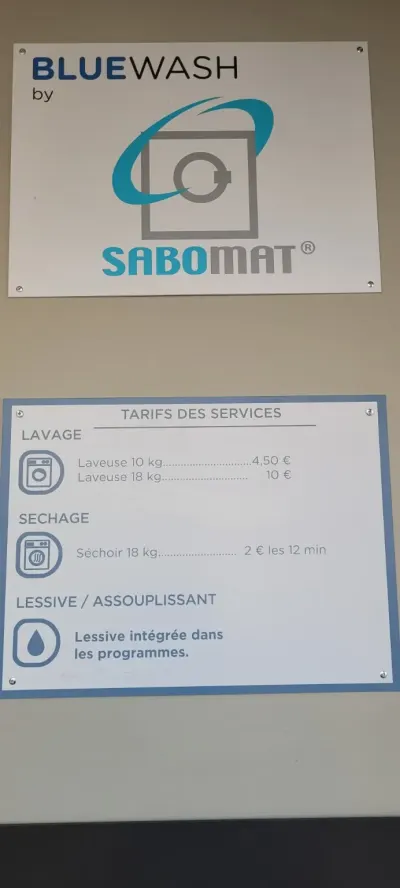 BLUEWASH
by
SABOMAT®
TARIFS DES SERVICES
LAVAGE
Laveuse 10 kg............................4,50 €
Laveuse 18 kg........................... 10 €
SECHAGE
Séchoir 18 kg......................... 2 € les 12 min
LESSIVE / ASSOUPLISSANT
Lessive intégrée dans
les programmes.